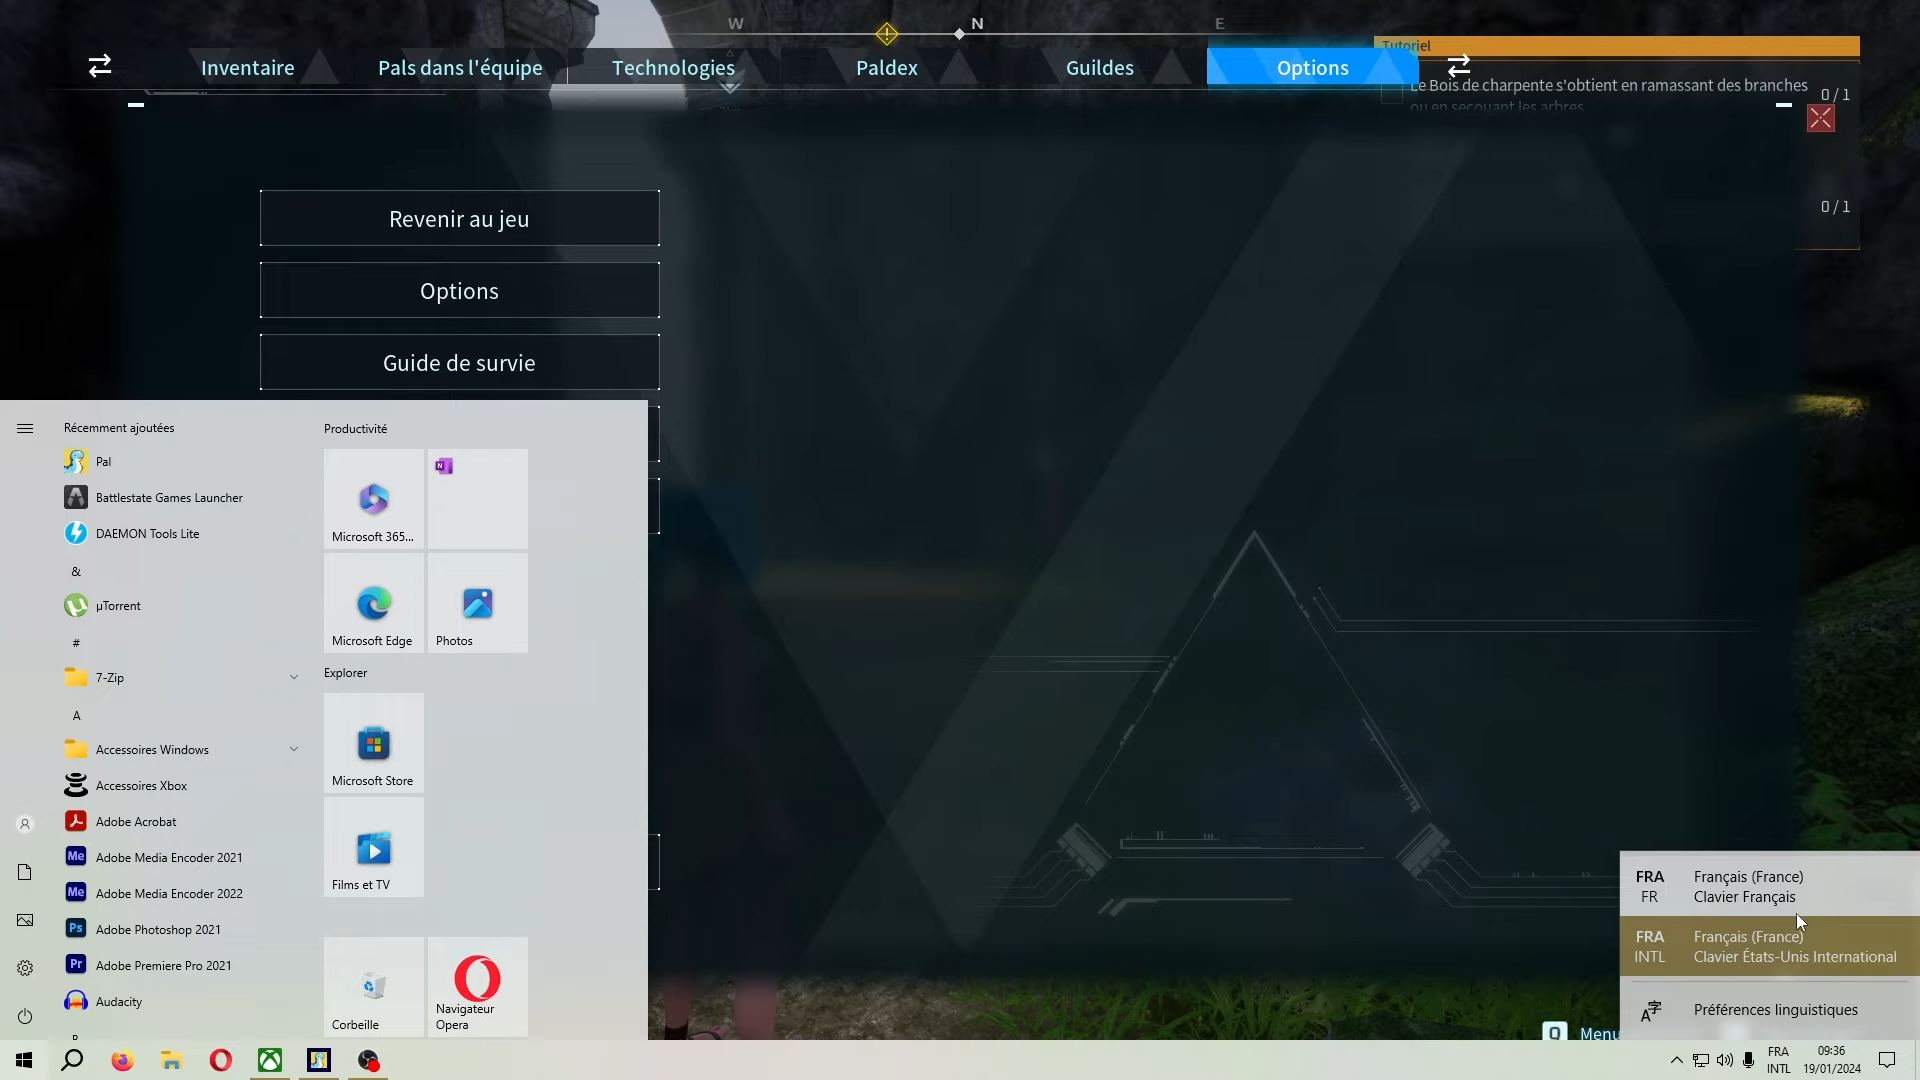 W
N
E
Inventaire
Pals dans l'équipe
Technologies
Paldex
Guildes
Options
Tutoriel
Le Bois de charpente s'obtient en ramassant des branches
ou en secouant les arbres
0 / 1
0 / 1
Revenir au jeu
Options
Guide de survie
Récemment ajoutées
Pal
Battlestate Games Launcher
DAEMON Tools Lite
&
µTorrent
#
7-Zip
A
Accessoires Windows
Accessoires Xbox
Adobe Acrobat
Adobe Media Encoder 2021
Adobe Media Encoder 2022
Adobe Photoshop 2021
Adobe Premiere Pro 2021
Audacity
Productivité
Microsoft 365...
Microsoft Edge
Photos
Explorer
Microsoft Store
Films et TV
Corbeille
Navigateur
Opera
FRA
Français (France)
FR
Clavier Français
FRA
Français (France)
INTL
Clavier États-Unis International
Préférences linguistiques
Q
Menu
FRA
INTL
09:36
19/01/2024